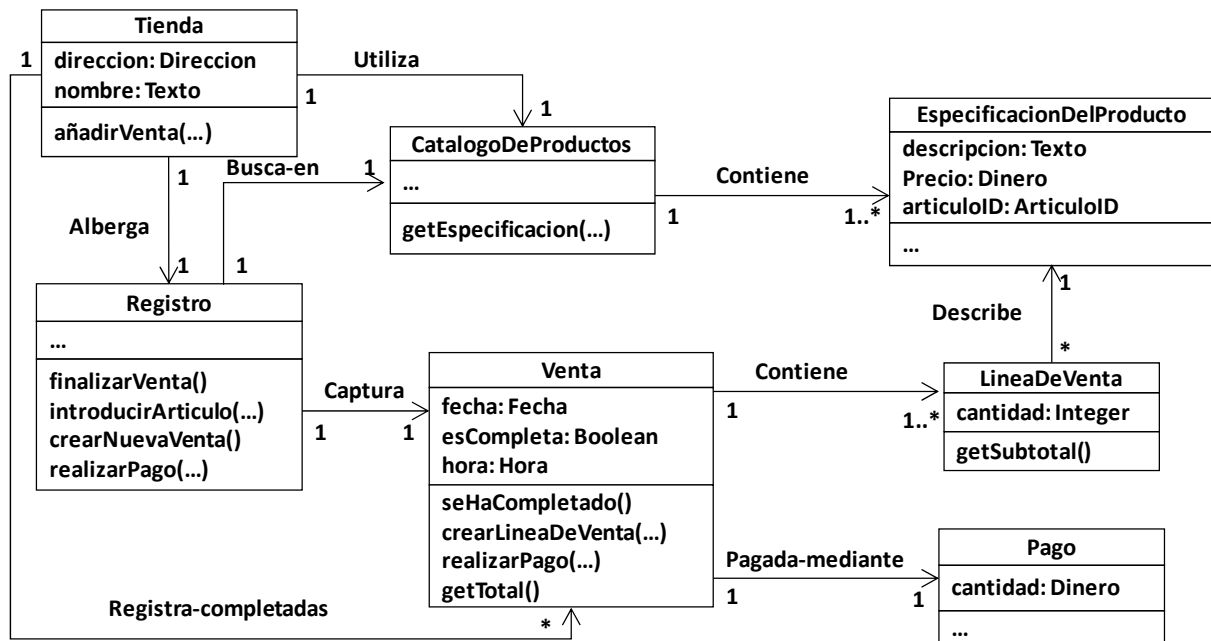 Tienda
direccion: Direccion
nombre: Texto
añadirVenta(...)
1
1
Utiliza
1
CatalogoDeProductos
...
getEspecificacion(...)
Busca-en
1
1
Contiene
1
1..*
EspecificacionDelProducto
descripcion: Texto
Precio: Dinero
articuloID: ArticuloID
...
1
Alberga
1
Registro
...
finalizarVenta()
introducirArticulo(...)
crearNuevaVenta()
realizarPago(...)
Captura
1
1
Venta
fecha: Fecha
esCompleta: Boolean
hora: Hora
seHaCompletado()
crearLineaDeVenta(...)
realizarPago(...)
getTotal()
Contiene
1
1..*
1
Describe
*
LineaDeVenta
cantidad: Integer
getSubtotal()
Pagada-mediante
1
1
Pago
cantidad: Dinero
...
Registra-completadas
*